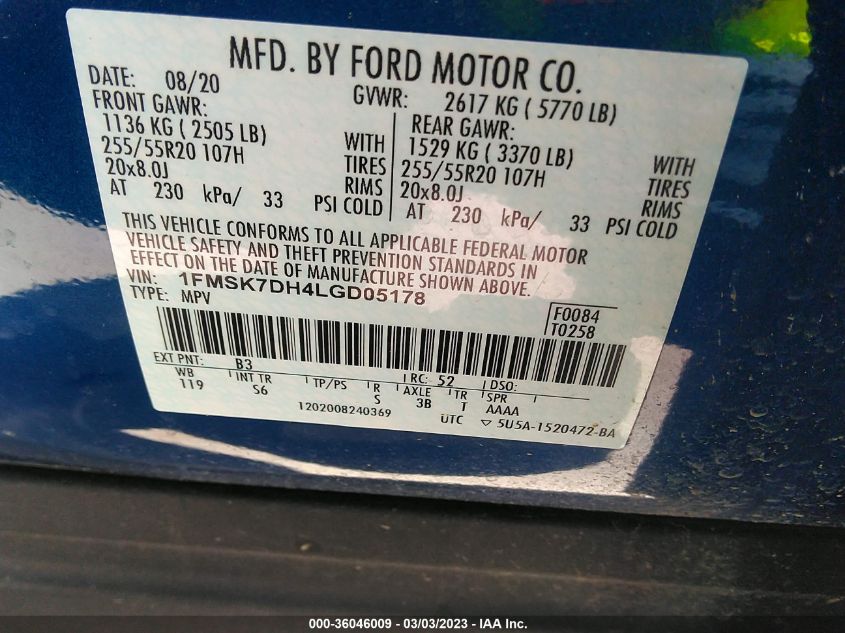 MFD. BY FORD MOTOR CO.
DATE: 08/20 GVWR: 2617 KG ( 5770 LB)
FRONT GAWR: REAR GAWR:
1136 KG ( 2505 LB) WITH 1529 KG ( 3370 LB) WITH
255/55R20 107H TIRES 255/55R20 107H TIRES
20x8.0J RIMS 20x8.0J RIMS
AT 230 kPa/ 33 PSI COLD AT 230 kPa/ 33 PSI COLD
THIS VEHICLE CONFORMS TO ALL APPLICABLE FEDERAL MOTOR
VEHICLE SAFETY AND THEFT PREVENTION STANDARDS IN
EFFECT ON THE DATE OF MANUFACTURE SHOWN ABOVE.
VIN: 1FMSK7DH4LGD05178
TYPE: MPV
F0084
T0258
EXT PNT: B3 RC: 52 DSO:
WB INT TR TP/PS R AXLE TR SPR
119 S6 S 3B T AAAA
1202008240369 UTC ▽ 5U5A-1520472-BA
000-36046009 - 03/03/2023 - IAA Inc.